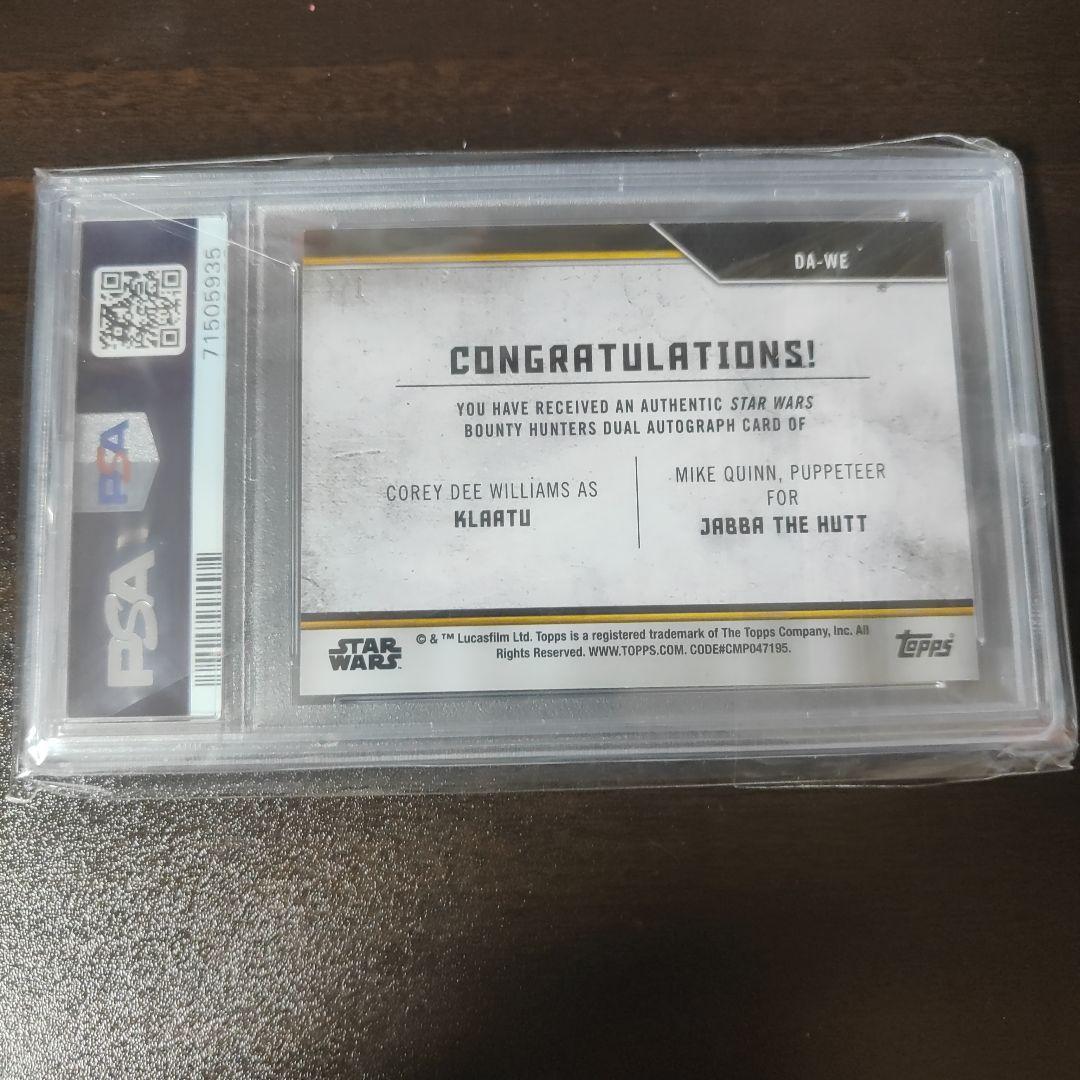 71505935
PSA
PSA
DA-WE
CONGRATULATIONS!
YOU HAVE RECEIVED AN AUTHENTIC STAR WARS
BOUNTY HUNTERS DUAL AUTOGRAPH CARD OF
COREY DEE WILLIAMS AS
KLAATU
MIKE QUINN, PUPPETEER
FOR
JABBA THE HUTT
STAR
WARS
© & ™ Lucasfilm Ltd. Topps is a registered trademark of The Topps Company, Inc. All
Rights Reserved. WWW.TOPPS.COM. CODE#CMP047195.
Topps